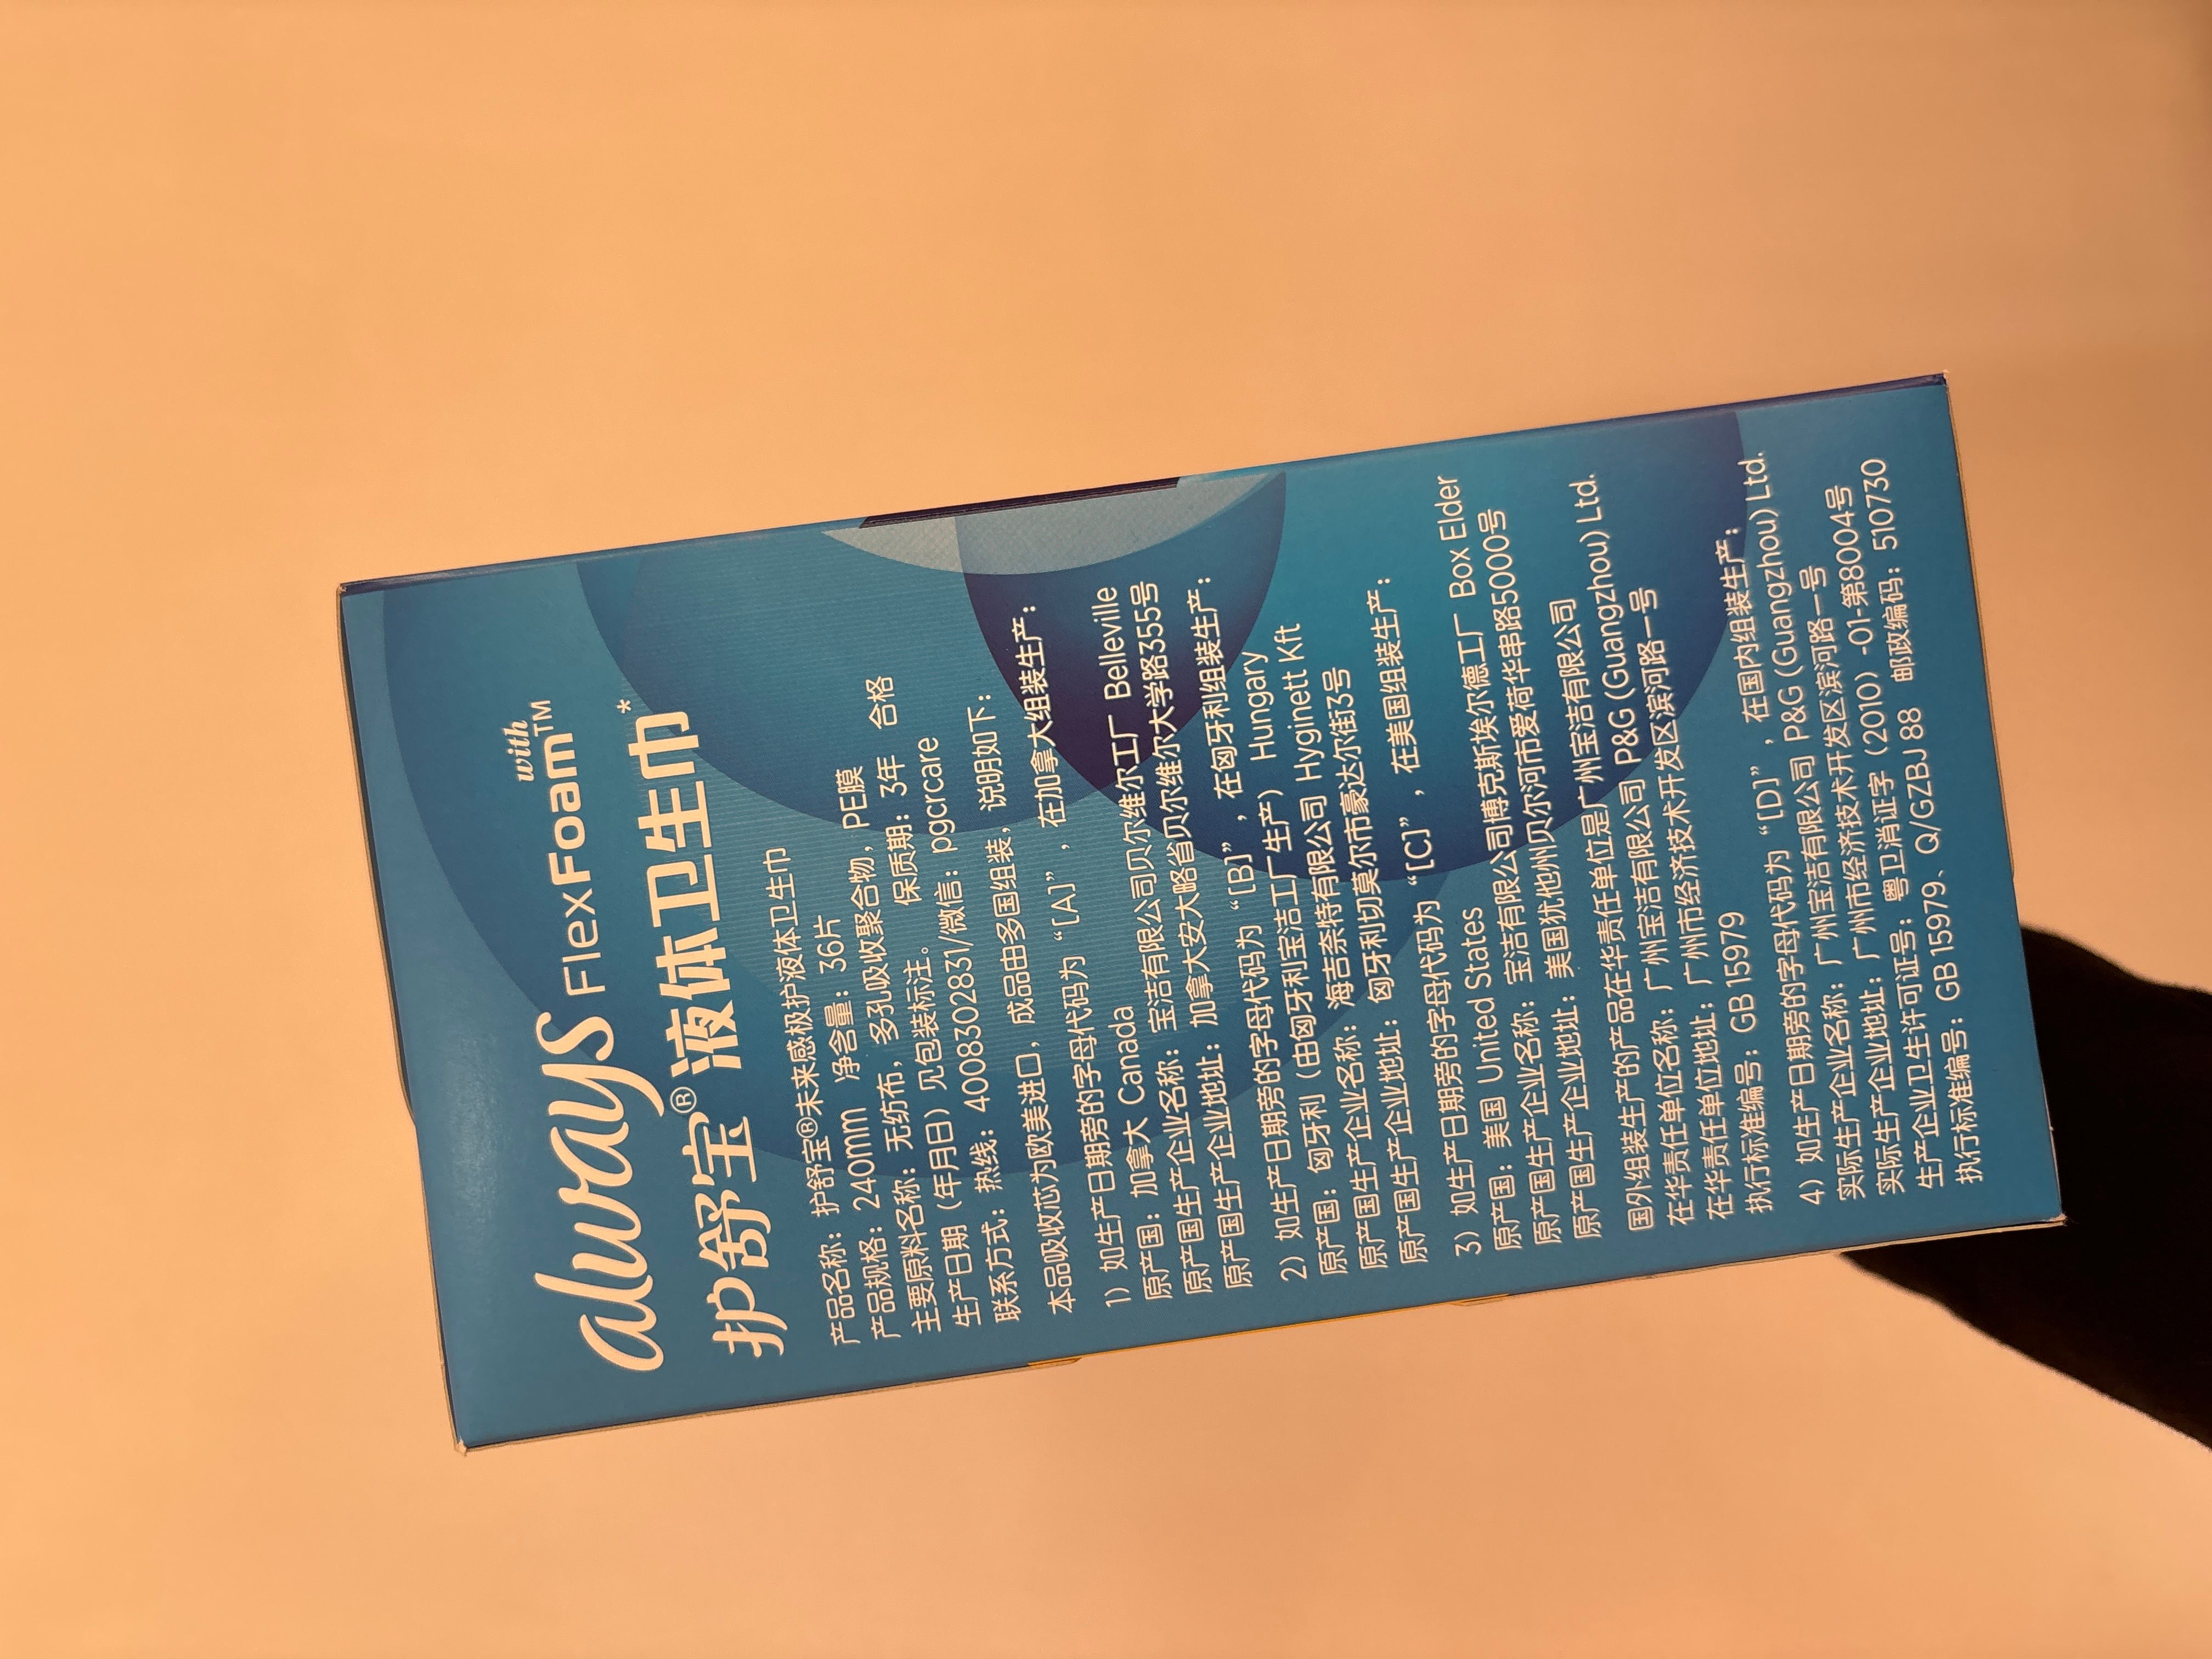 always with
FlexFoam™
护舒宝®液体卫生巾*
产品名称：护舒宝®未来感极护液体卫生巾
产品规格：240mm 净含量：36片
主要原料名称：无纺布，多孔吸收聚合物，PE膜
生产日期（年月日）见包装标注。 保质期：3年 合格
联系方式：热线：4008302831/微信：pgcrcare
本品吸收芯为欧美进口，成品由多国组装，说明如下：
1）如生产日期旁的字母代码为“[A]”，在加拿大组装生产：
原产国：加拿大 Canada
原产国生产企业名称：宝洁有限公司贝尔维尔工厂 Belleville
原产国生产企业地址：加拿大安大略省贝尔维尔大学路355号
2）如生产日期旁的字母代码为“[B]”，在匈牙利组装生产：
原产国：匈牙利（由匈牙利宝洁工厂生产）Hungary
原产国生产企业名称：海吉奈特有限公司 Hyginett Kft
原产国生产企业地址：匈牙利切莫尔市豪达尔街3号
3）如生产日期旁的字母代码为“[C]”，在美国组装生产：
原产国：美国 United States
原产国生产企业名称：宝洁有限公司博克斯埃尔德工厂 Box Elder
原产国生产企业地址：美国犹他州贝尔河市爱荷华串路5000号
国外组装生产的产品在华责任单位是广州宝洁有限公司
在华责任单位名称：广州宝洁有限公司 P&G (Guangzhou) Ltd.
在华责任单位地址：广州市经济技术开发区滨河路一号
执行标准编号：GB 15979
4）如生产日期旁的字母代码为“[D]”，在国内组装生产：
实际生产企业名称：广州宝洁有限公司 P&G (Guangzhou) Ltd.
实际生产企业地址：广州市经济技术开发区滨河路一号
生产企业卫生许可证号：粤卫消证字（2010）-01-第8004号
执行标准编号：GB 15979、Q/GZBJ 88 邮政编码：510730